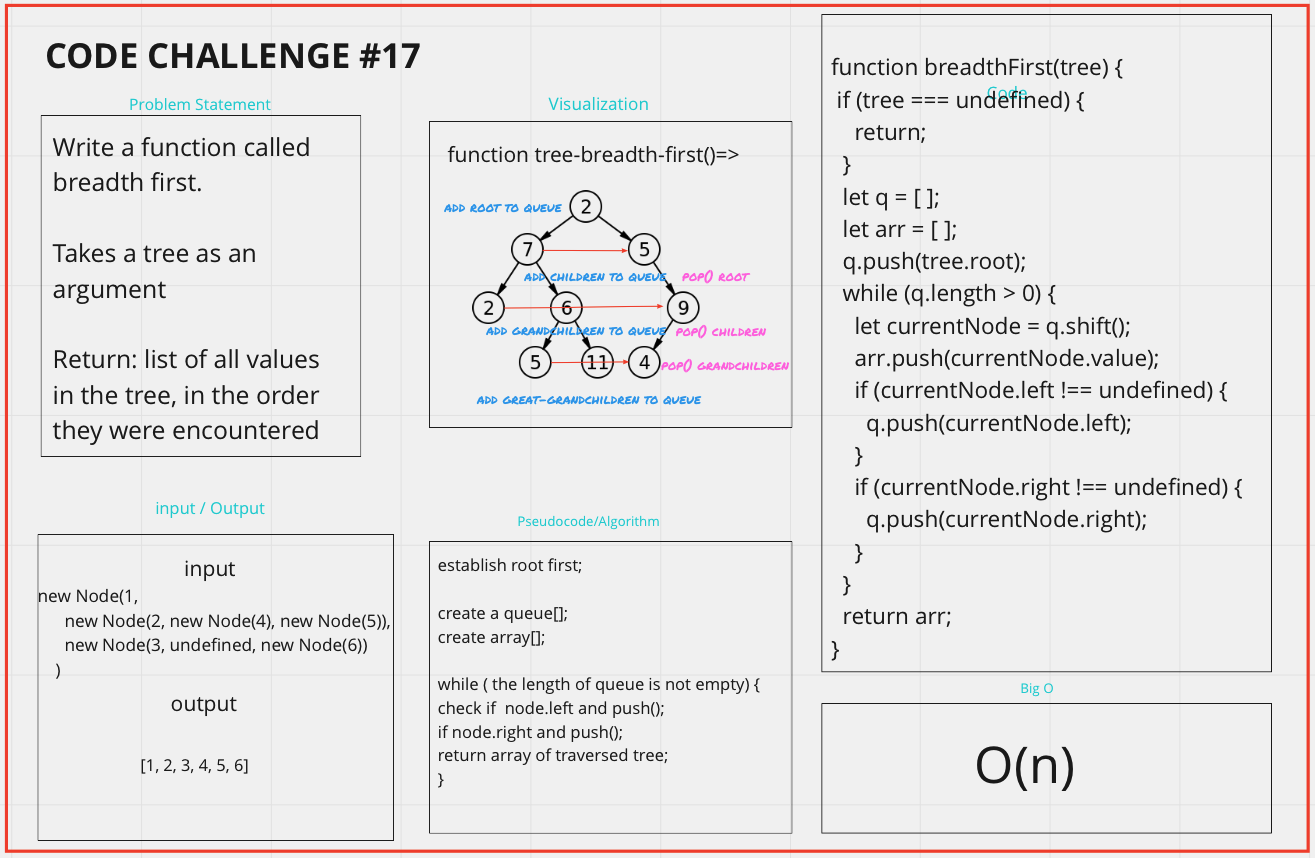 CODE CHALLENGE #17
Problem Statement
Write a function called
breadth first.
Takes a tree as an
argument
Return: list of all values
in the tree, in the order
they were encountered
input / Output
input
new Node(1,
new Node(2, new Node(4), new Node(5)),
new Node(3, undefined, new Node(6))
)
output
[1, 2, 3, 4, 5, 6]
Visualization
function tree-breadth-first()=>
ADD ROOT TO QUEUE
2
7
5
ADD CHILDREN TO QUEUE
POP() ROOT
2
6
9
ADD GRANDCHILDREN TO QUEUE
POP() CHILDREN
5
11
4
POP() GRANDCHILDREN
ADD GREAT-GRANDCHILDREN TO QUEUE
Pseudocode/Algorithm
establish root first;
create a queue[];
create array[];
while ( the length of queue is not empty) {
check if  node.left and push();
if node.right and push();
return array of traversed tree;
}
Code
function breadthFirst(tree) {
if (tree === undefined) {
return;
}
let q = [ ];
let arr = [ ];
q.push(tree.root);
while (q.length > 0) {
let currentNode = q.shift();
arr.push(currentNode.value);
if (currentNode.left !== undefined) {
q.push(currentNode.left);
}
if (currentNode.right !== undefined) {
q.push(currentNode.right);
}
}
return arr;
}
Big O
O(n)